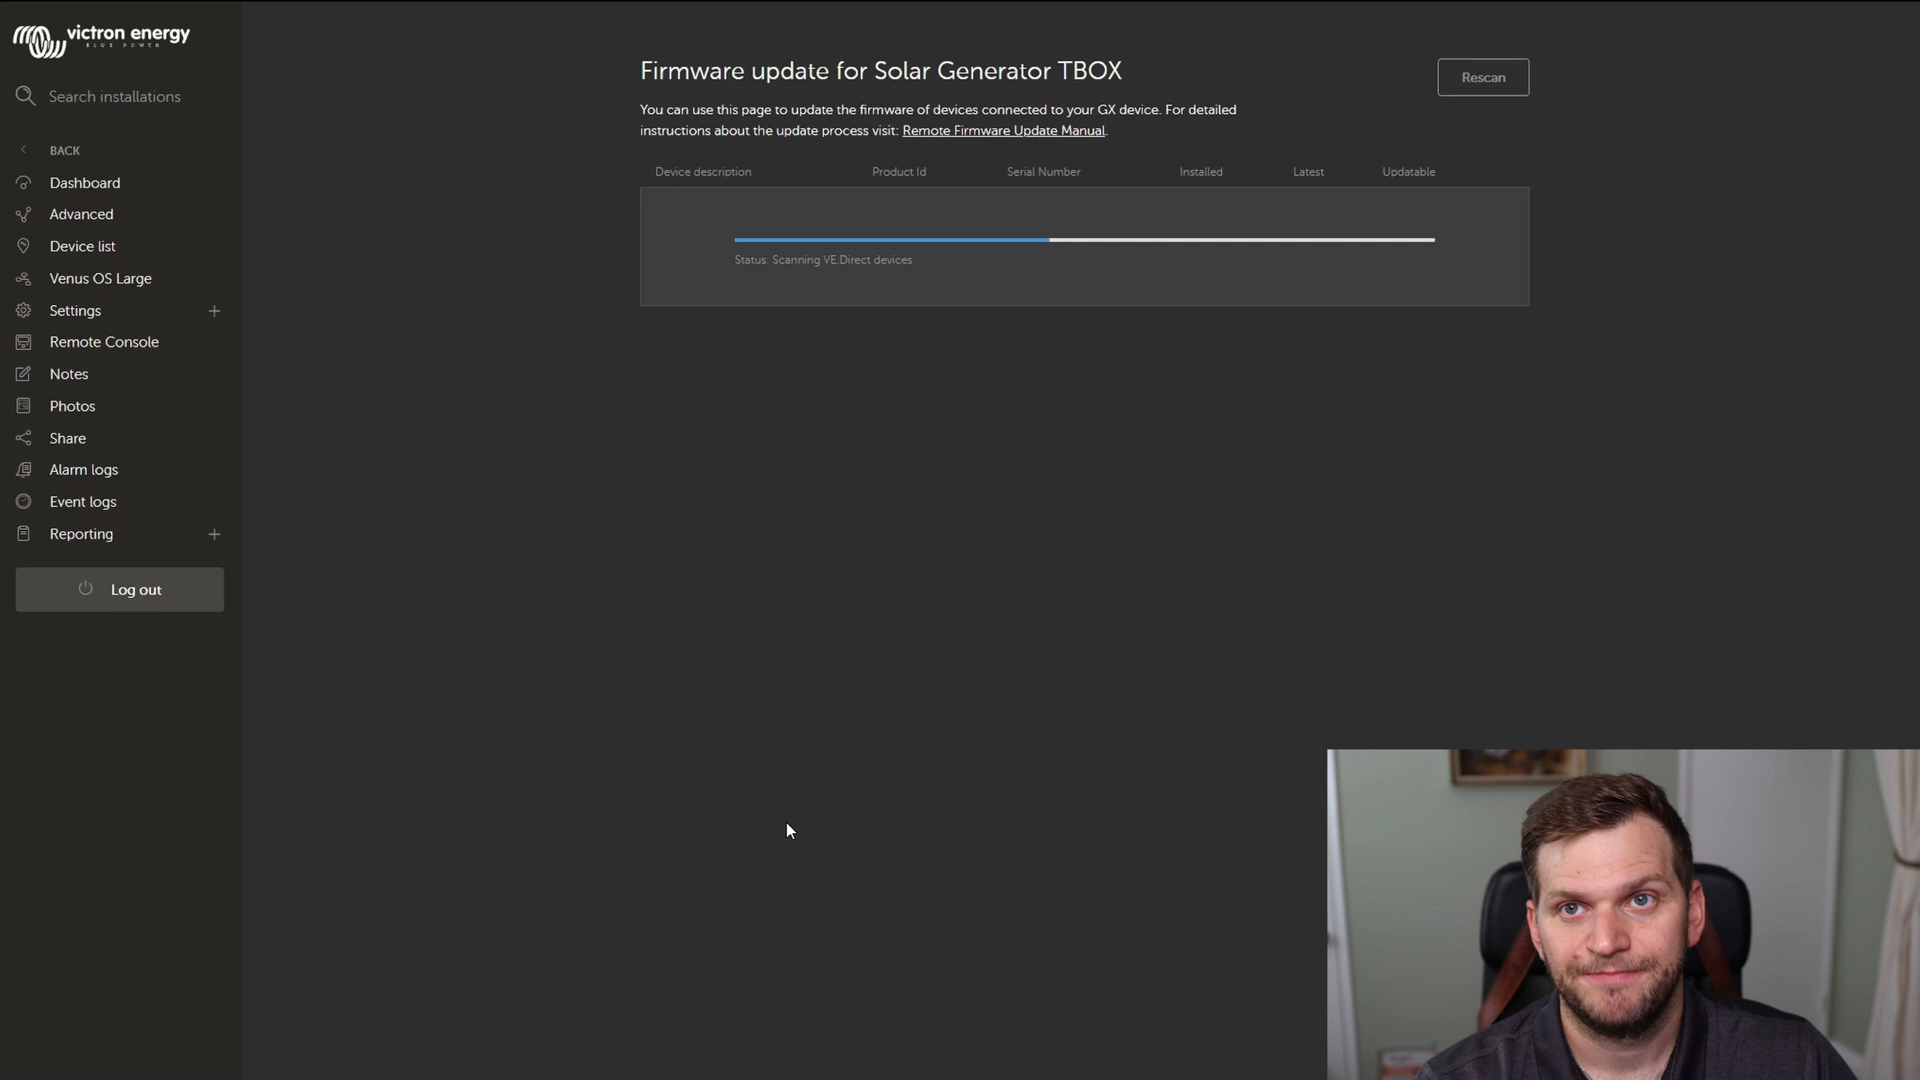 victron energy
BLUE POWER
Search installations
BACK
Dashboard
Advanced
Device list
Venus OS Large
Settings
Remote Console
Notes
Photos
Share
Alarm logs
Event logs
Reporting
Log out
Firmware update for Solar Generator TBOX
Rescan
You can use this page to update the firmware of devices connected to your GX device. For detailed
instructions about the update process visit: Remote Firmware Update Manual.
Device description Product Id Serial Number Installed Latest Updatable
Status: Scanning VE.Direct devices